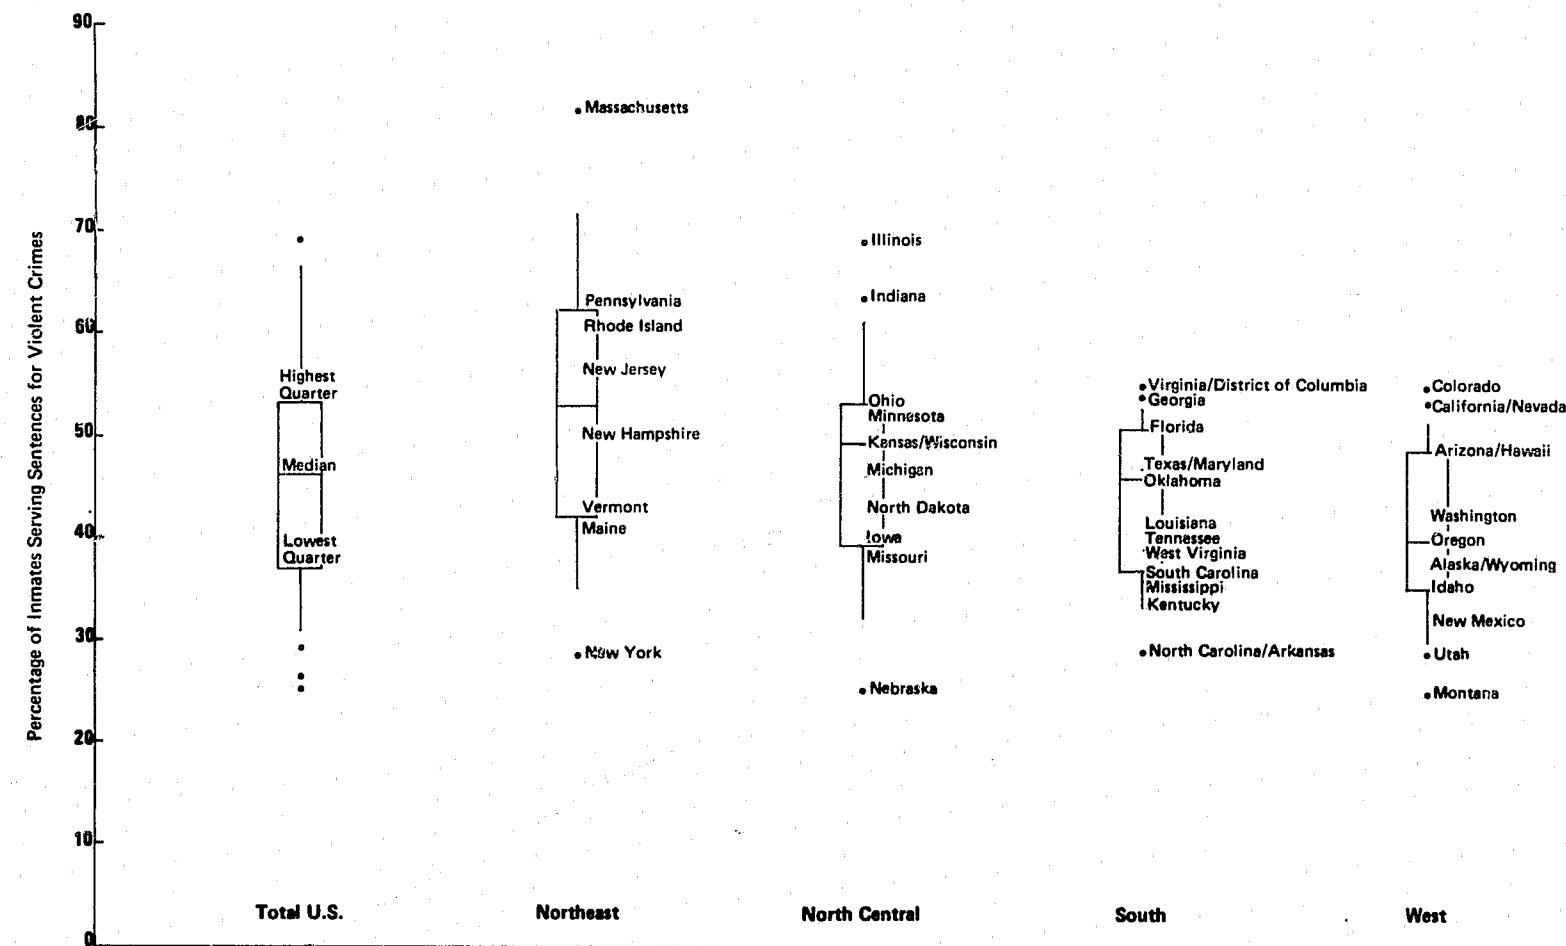 Percentage of Inmates Serving Sentences for Violent Crimes
90
80
70
60
50
40
30
20
10
0
Highest
Quarter
Median
Lowest
Quarter
Total U.S.
Massachusetts
Pennsylvania
Rhode Island
New Jersey
New Hampshire
Vermont
Maine
New York
Northeast
Illinois
Indiana
Ohio
Minnesota
Kansas/Wisconsin
Michigan
North Dakota
Iowa
Missouri
Nebraska
North Central
Virginia/District of Columbia
Georgia
Florida
Texas/Maryland
Oklahoma
Louisiana
Tennessee
West Virginia
South Carolina
Mississippi
Kentucky
North Carolina/Arkansas
South
Colorado
California/Nevada
Arizona/Hawaii
Washington
Oregon
Alaska/Wyoming
Idaho
New Mexico
Utah
Montana
West